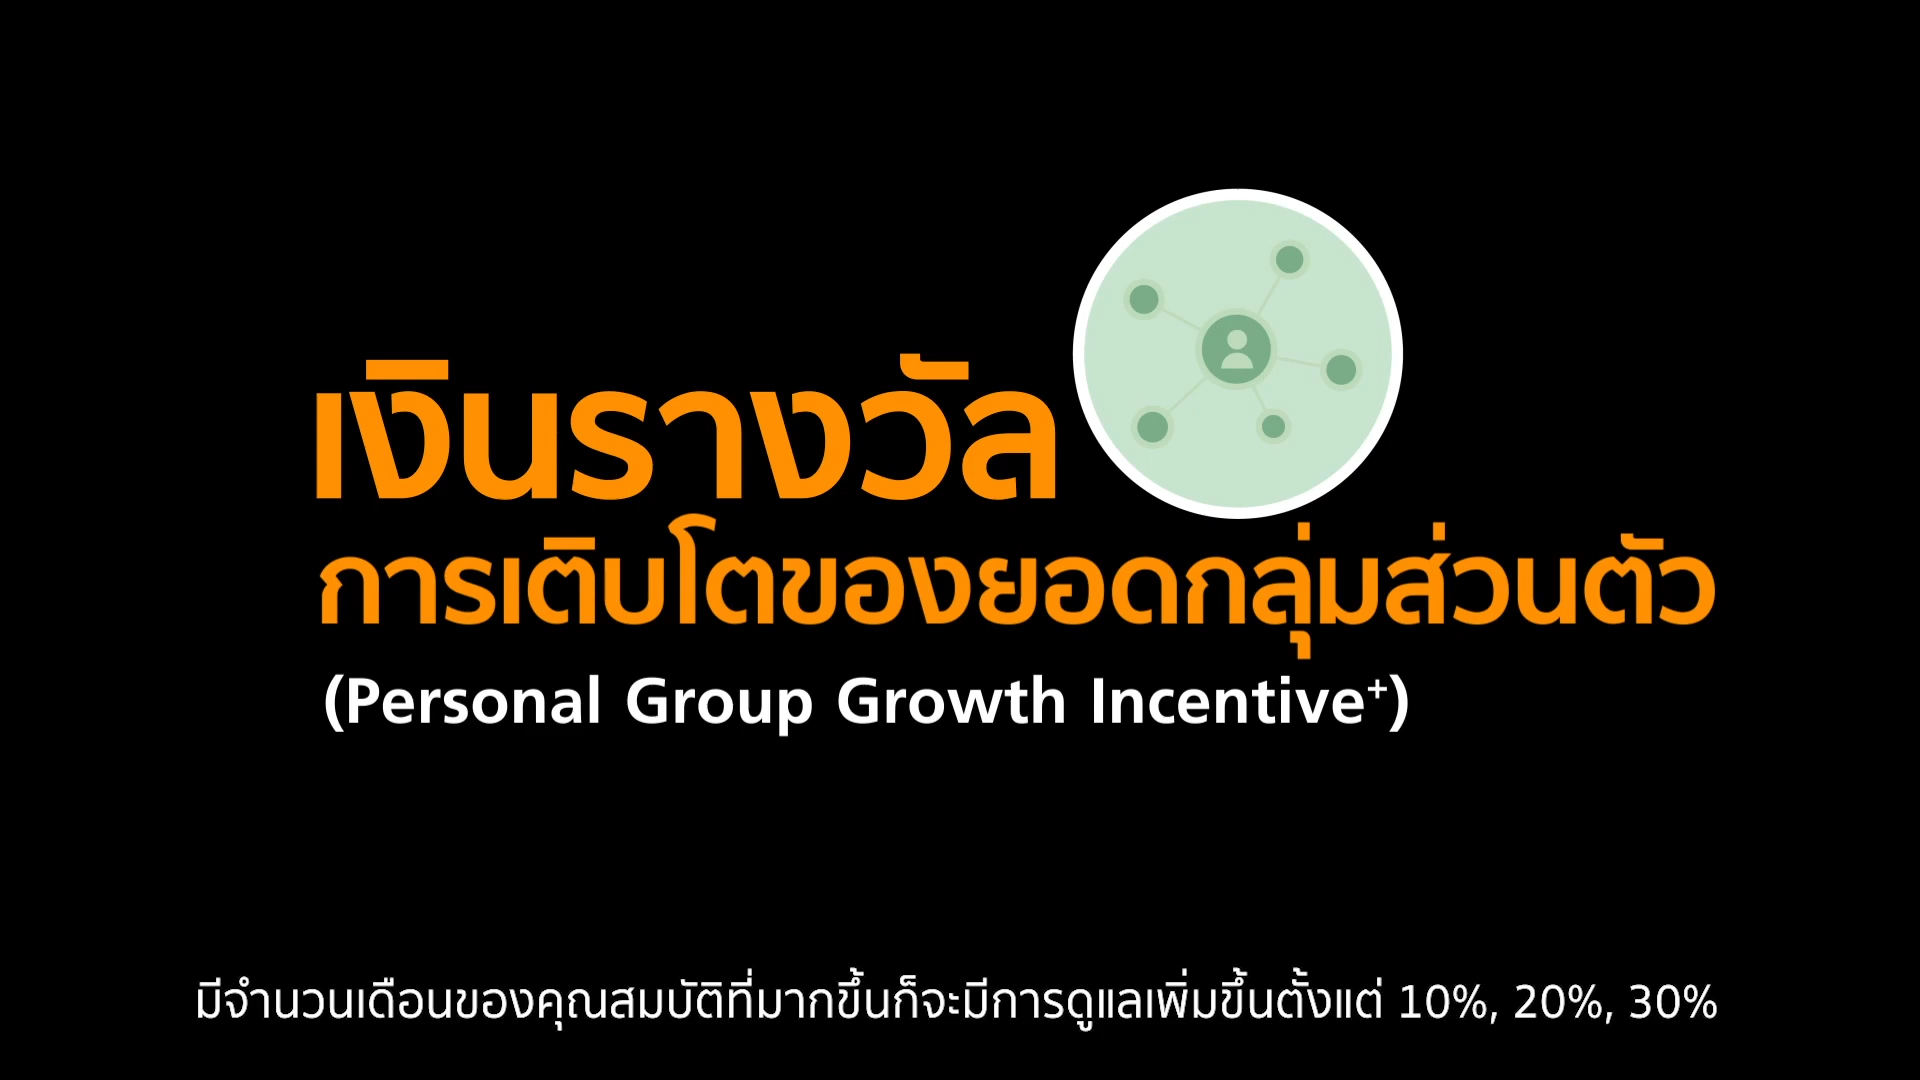 เงินรางวัล
การเติบโตของยอดกลุ่มส่วนตัว
(Personal Group Growth Incentive⁺)
มีจำนวนเดือนของคุณสมบัติที่มากขึ้นก็จะมีการดูแลเพิ่มขึ้นตั้งแต่ 10%, 20%, 30%